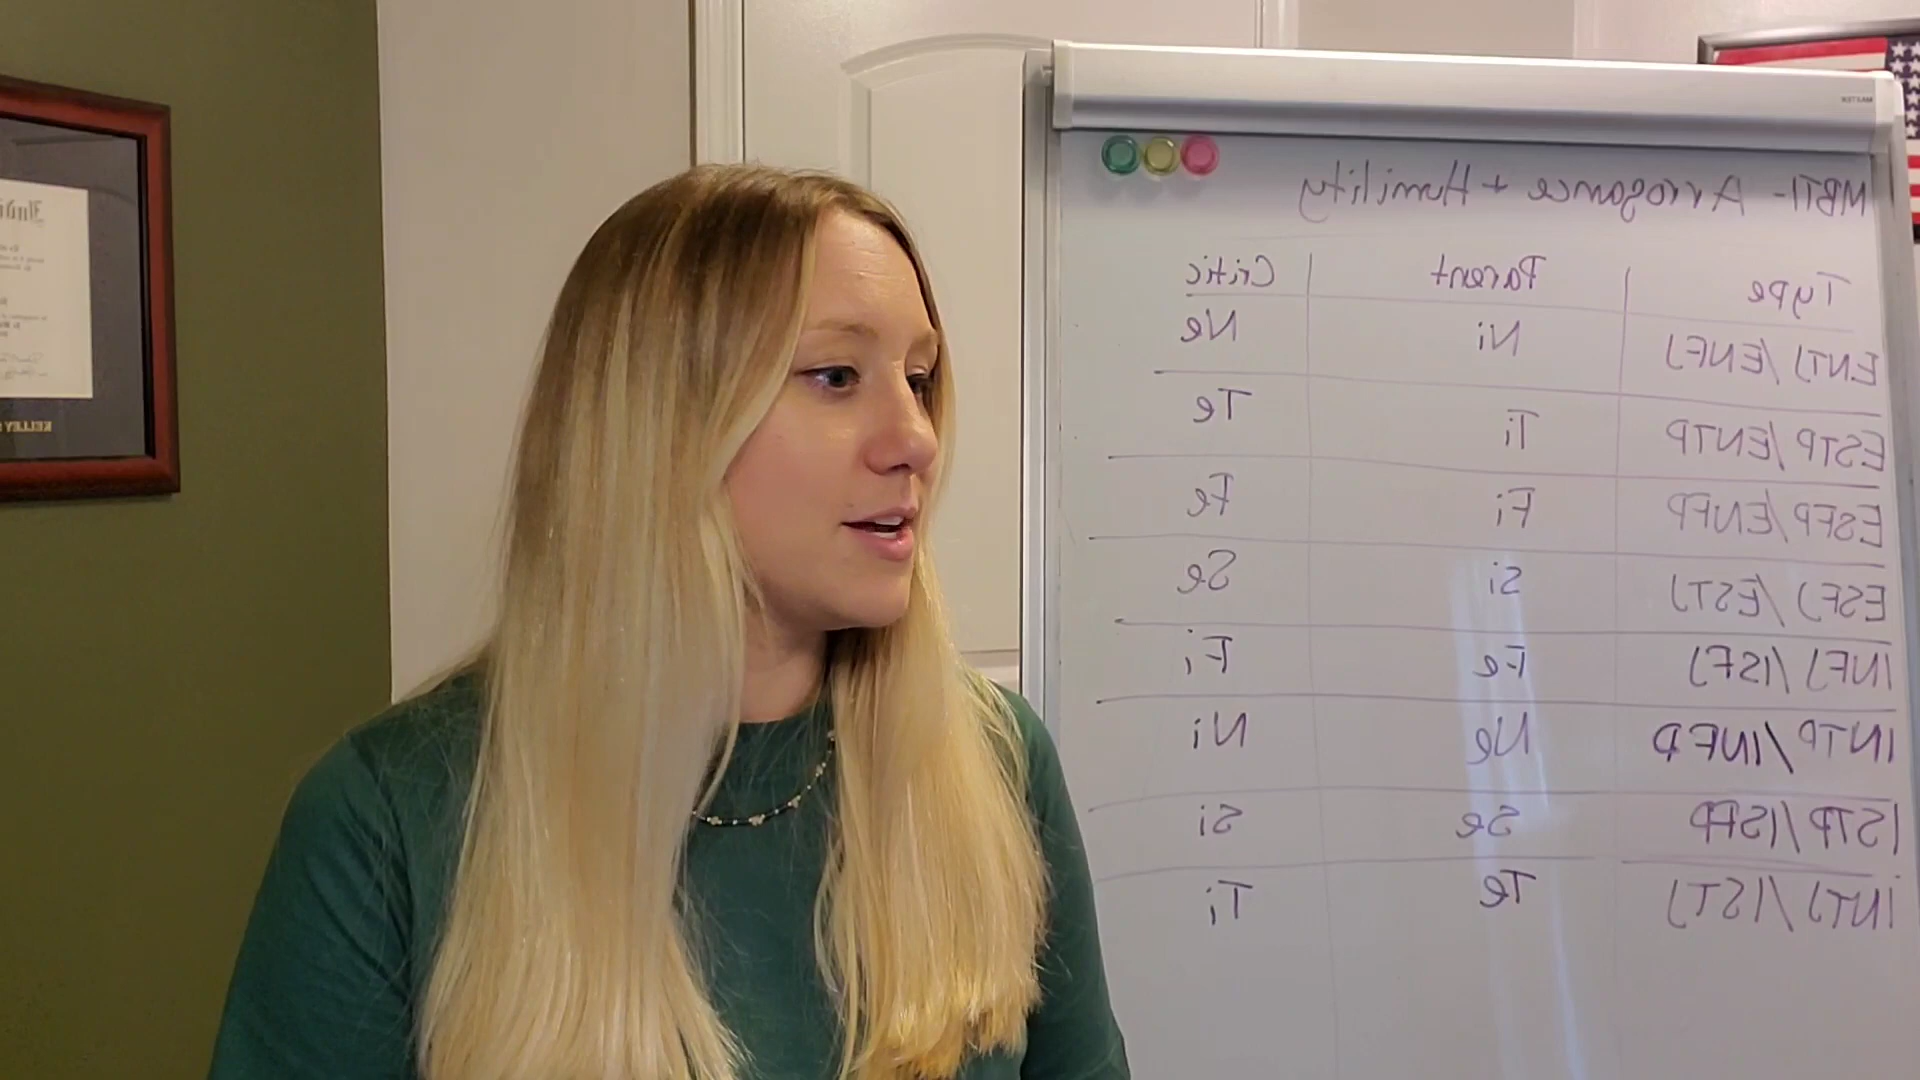 MBTI - Arrogance + Humility
Type Parent Critic
ENTJ/ENFJ Ni Ne
ESTP/ENTP Ti Te
ESFP/ENFP Fi Fe
ESFJ/ESTJ Si Se
INFJ/ISFJ Fe Fi
INTP/INFP Ne Ni
ISTP/ISFP Se Si
INTJ/ISTJ Te Ti
MASTER
KELLEY